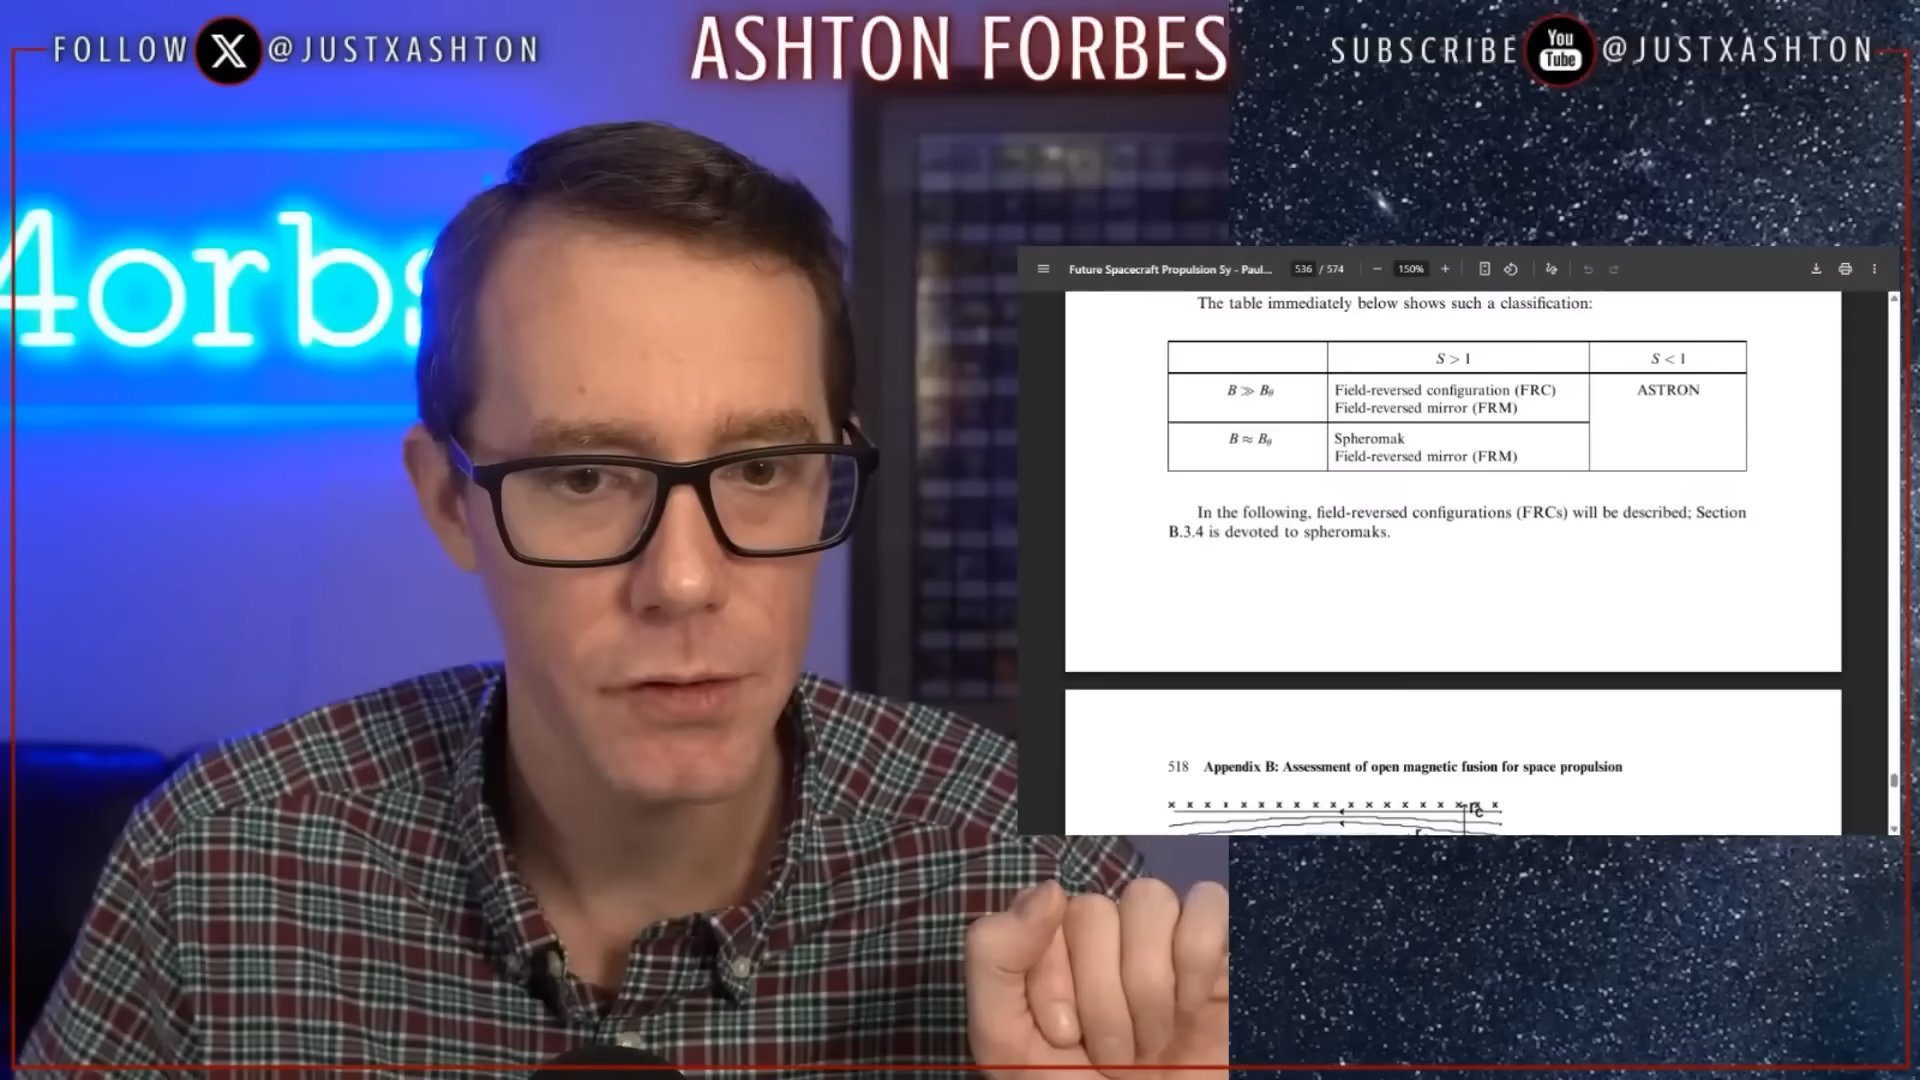 FOLLOW X @JUSTXASHTON
ASHTON FORBES
SUBSCRIBE You Tube @JUSTXASHTON
4orbs
Future Spacecraft Propulsion Sy - Paul... 536 / 574 − 150% +
The table immediately below shows such a classification:
S > 1 S < 1
B ≫ Bθ Field-reversed configuration (FRC) ASTRON
Field-reversed mirror (FRM)
B ≈ Bθ Spheromak
Field-reversed mirror (FRM)
In the following, field-reversed configurations (FRCs) will be described; Section
B.3.4 is devoted to spheromaks.
518 Appendix B: Assessment of open magnetic fusion for space propulsion
rc